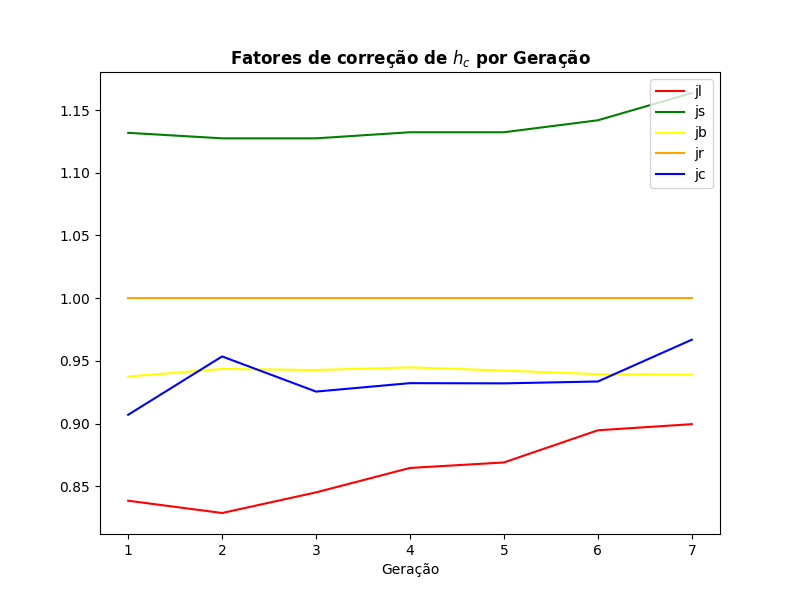 Fatores de correção de h_c por Geração
1.15
1.10
1.05
1.00
0.95
0.90
0.85
jl
js
jb
jr
jc
1 2 3 4 5 6 7
Geração